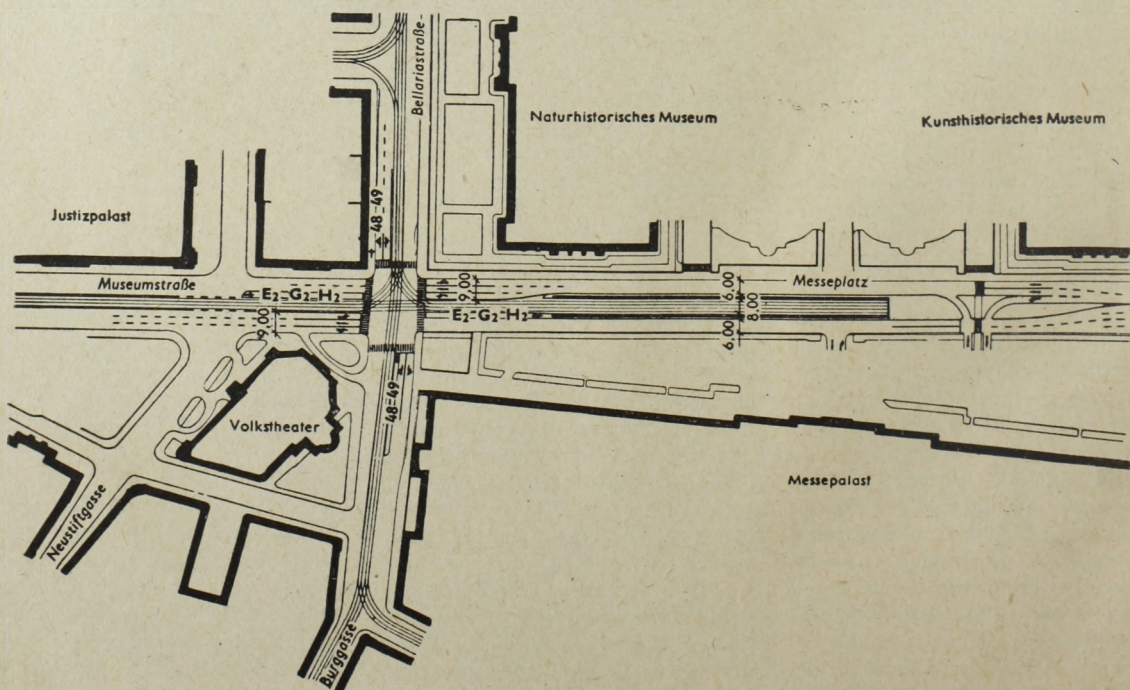 Bellariastraße-
Naturhistorisches Museum
Kunsthistorisches Museum
Justizpalast
48-49
Museumstraße
E₂-G₂-H₂
9,00
9,00
E₂-G₂-H₂
6,00
8,00
6,00
Messeplatz
48-49
Volkstheater
Messepalast
Neustiftgasse
Burggasse